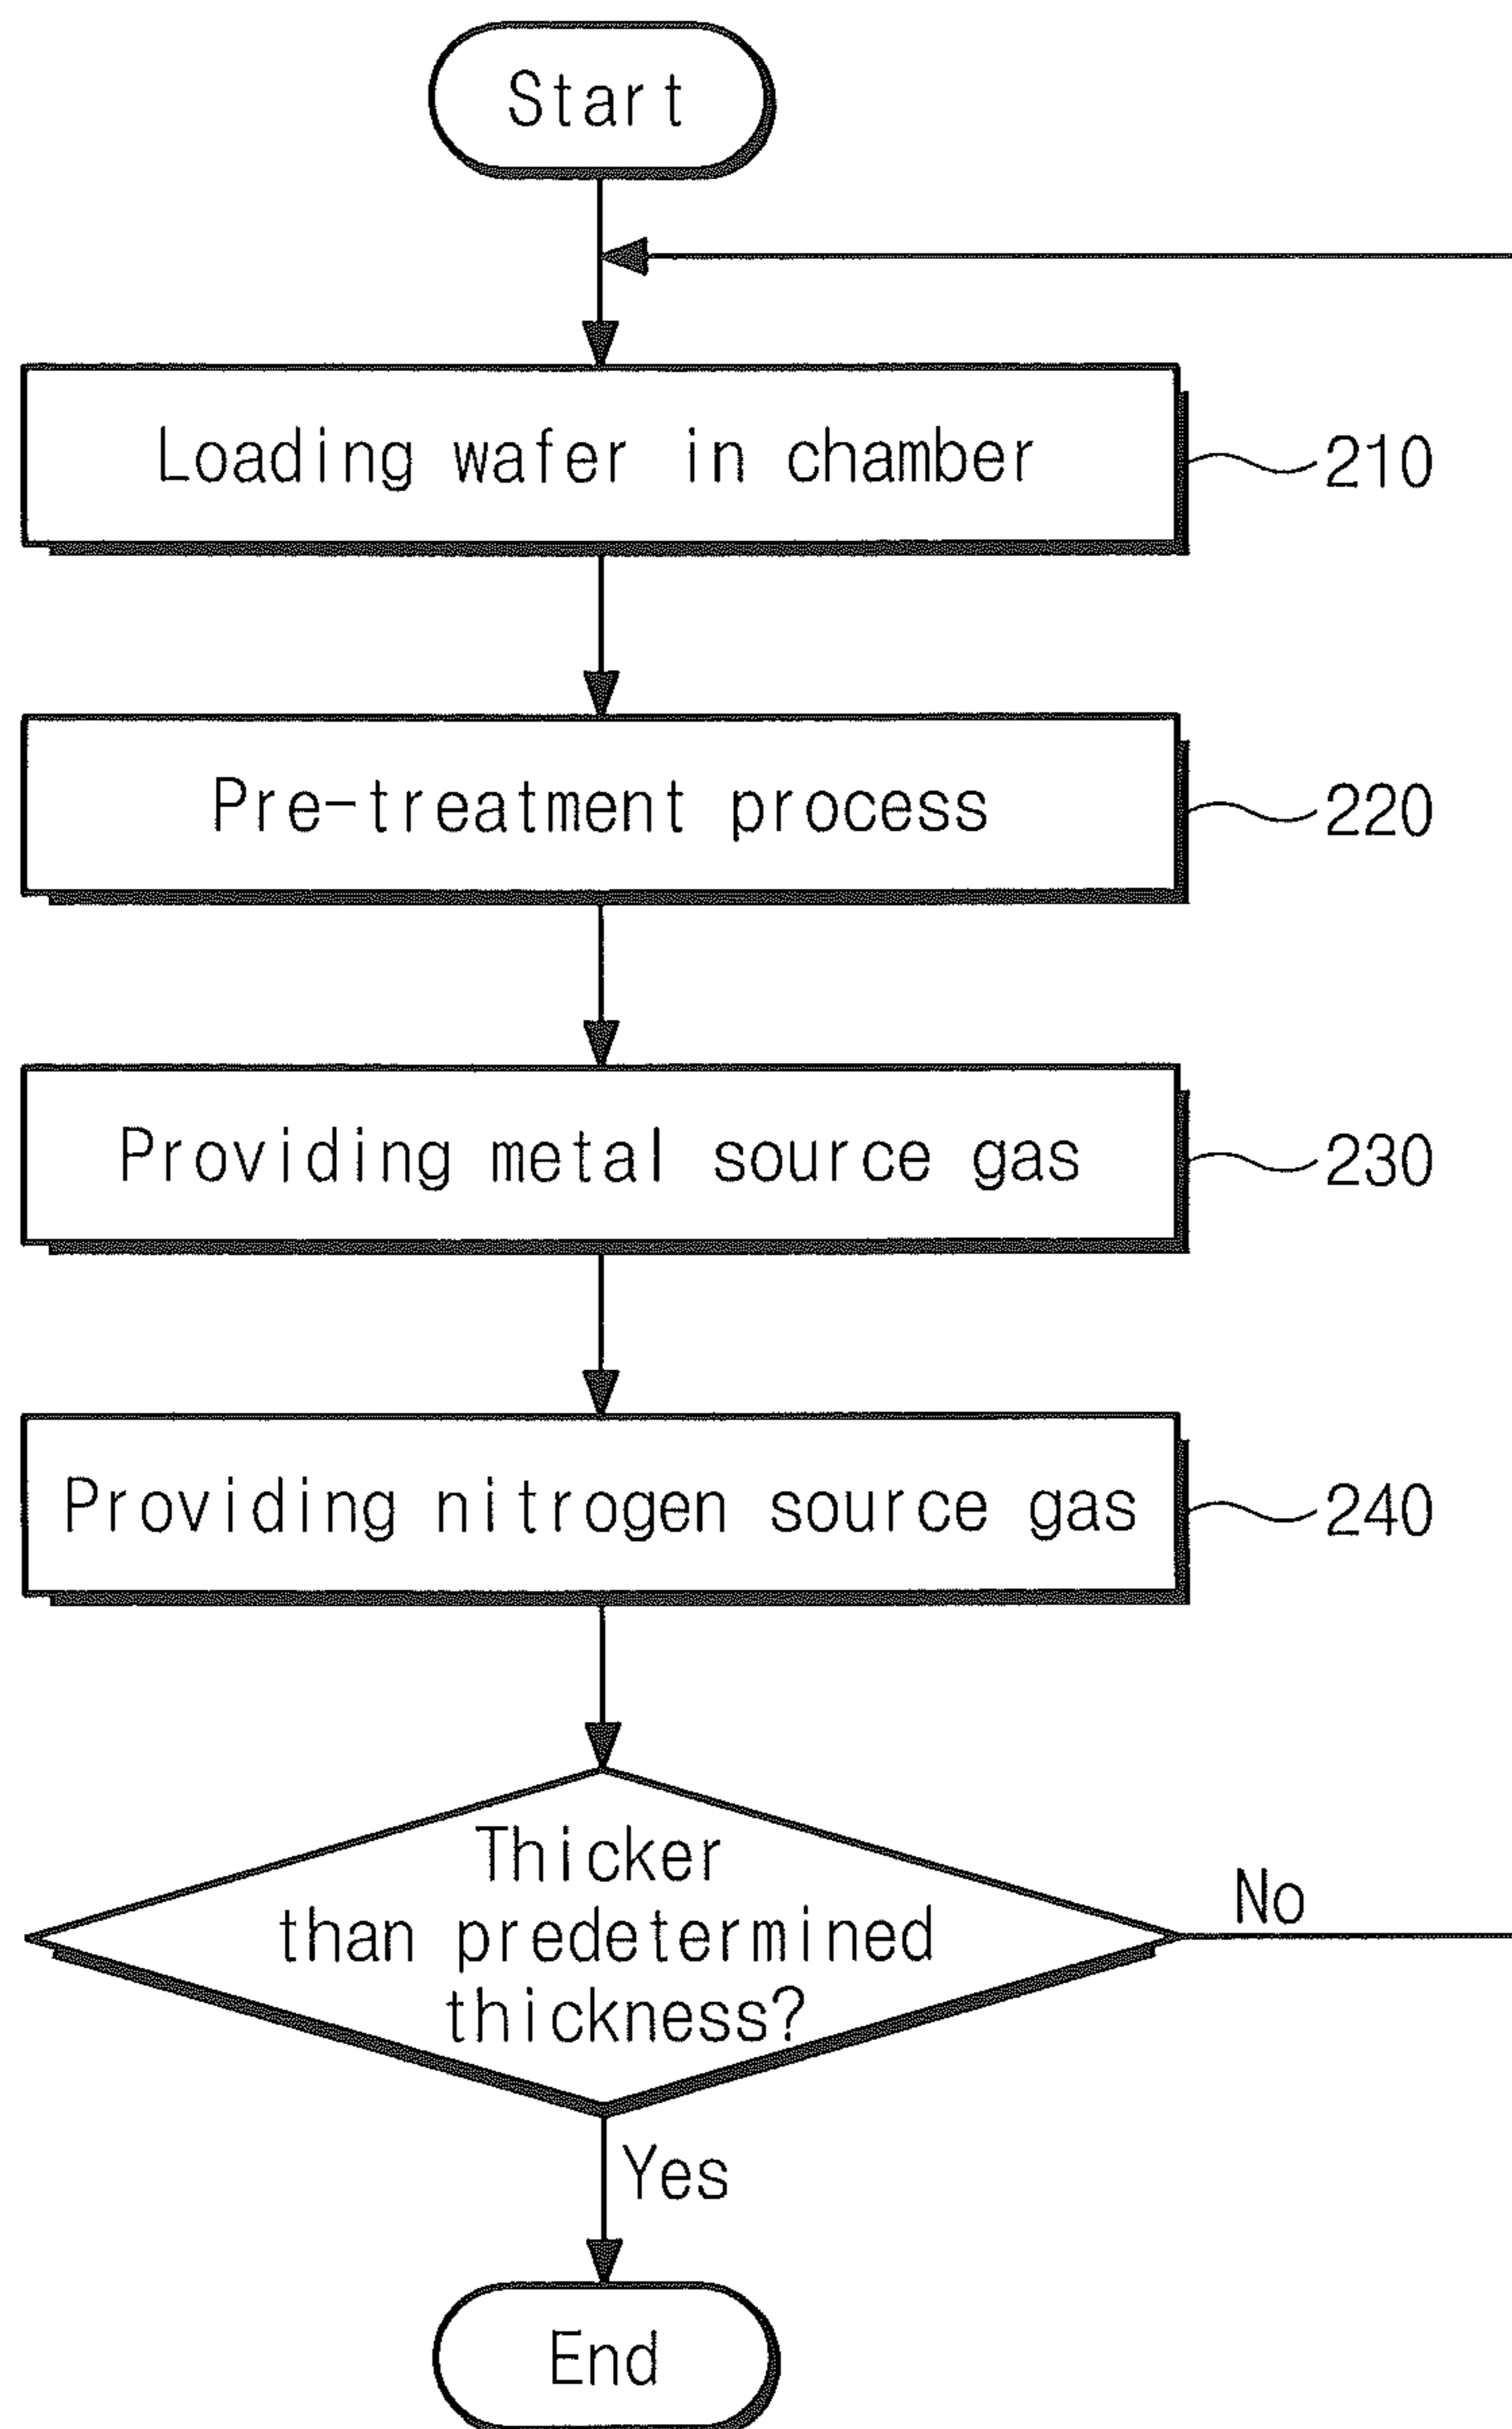 Start
Loading wafer in chamber
210
Pre-treatment process
220
Providing metal source gas
230
Providing nitrogen source gas
240
Thicker
than predetermined
thickness?
No
Yes
End